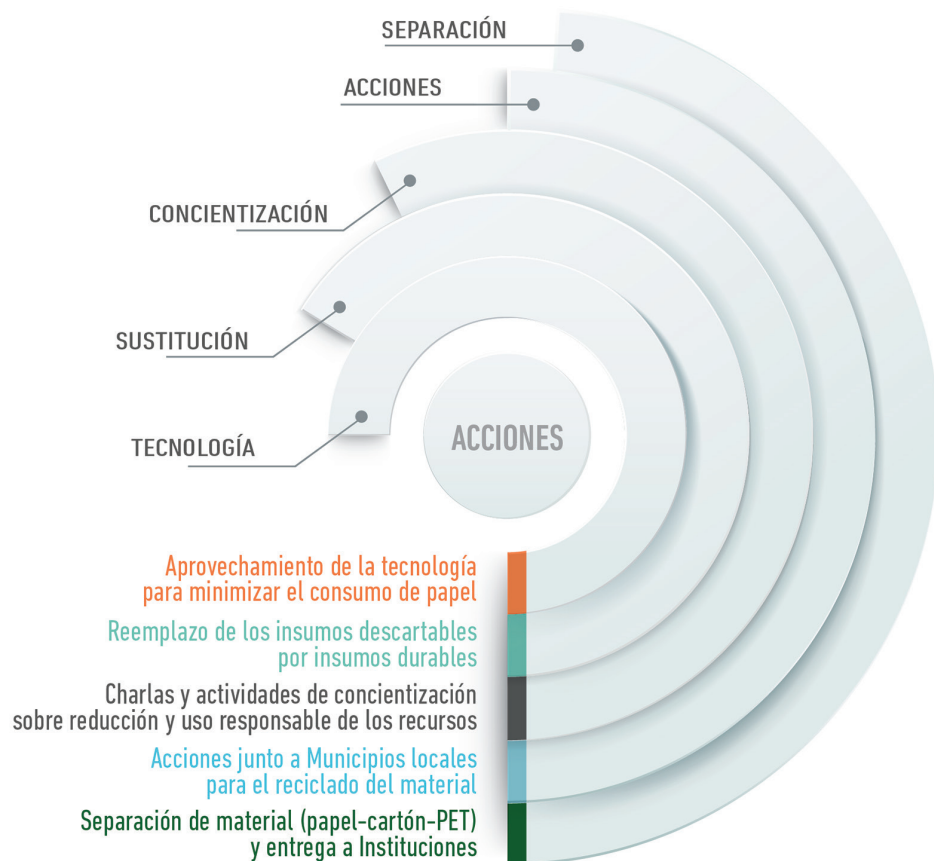 SEPARACIÓN
ACCIONES
CONCIENTIZACIÓN
SUSTITUCIÓN
TECNOLOGÍA
ACCIONES
Aprovechamiento de la tecnología
para minimizar el consumo de papel
Reemplazo de los insumos descartables
por insumos durables
Charlas y actividades de concientización
sobre reducción y uso responsable de los recursos
Acciones junto a Municipios locales
para el reciclado del material
Separación de material (papel-cartón-PET)
y entrega a Instituciones